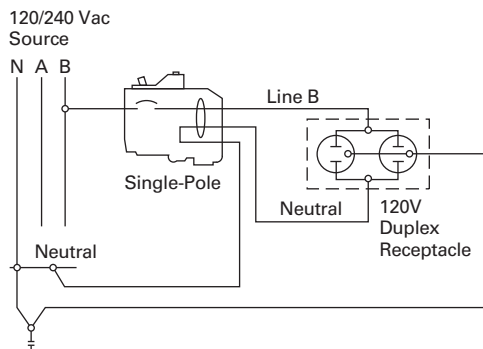 120/240 Vac
Source
N A B
Line B
Single-Pole
Neutral
120V
Duplex
Receptacle
Neutral